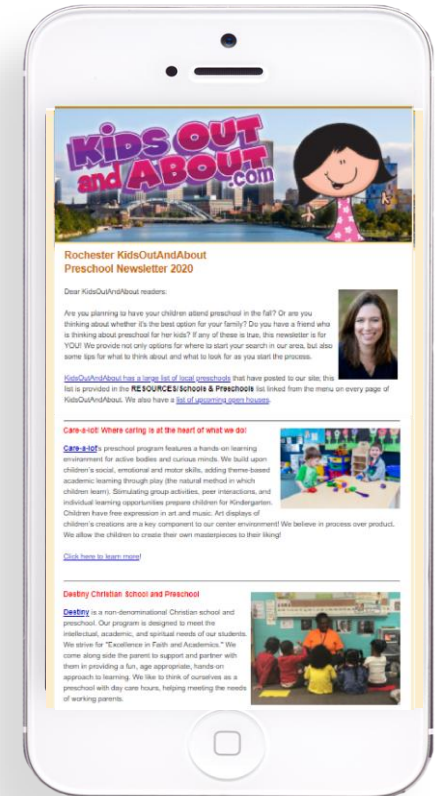 KIDS OUT
and ABOUT
.com
Rochester KidsOutAndAbout
Preschool Newsletter 2020
Dear KidsOutAndAbout readers:
Are you planning to have your children attend preschool in the fall? Or are you
thinking about whether it's the best option for your family? Do you have a friend who
is thinking about preschool for her kids? If any of these is true, this newsletter is for
YOU! We provide not only options for where to start your search in our area, but also
some tips for what to think about and what to look for as you start the process.
KidsOutAndAbout has a large list of local preschools that have posted to our site; this
list is provided in the RESOURCES/Schools & Preschools list linked from the menu on every page of
KidsOutAndAbout. We also have a list of upcoming open houses.
Care-a-lot: Where caring is at the heart of what we do!
Care-a-lot's preschool program features a hands-on learning
environment for active bodies and curious minds. We build upon
children's social, emotional and motor skills, adding theme-based
academic learning through play (the natural method in which
children learn). Stimulating group activities, peer interactions, and
individual learning opportunities prepare children for Kindergarten.
Children have free expression in art and music. Art displays of
children's creations are a key component to our center environment! We believe in process over product.
We allow the children to create their own masterpieces to their liking!
Click here to learn more!
Destiny Christian School and Preschool
Destiny is a non-denominational Christian school and
preschool. Our program is designed to meet the
intellectual, academic, and spiritual needs of our students.
We strive for "Excellence in Faith and Academics." We
come along side the parent to support and partner with
them in providing a fun, age appropriate, hands-on
approach to learning. We like to think of ourselves as a
preschool with day care hours, helping meet the needs
of working parents.